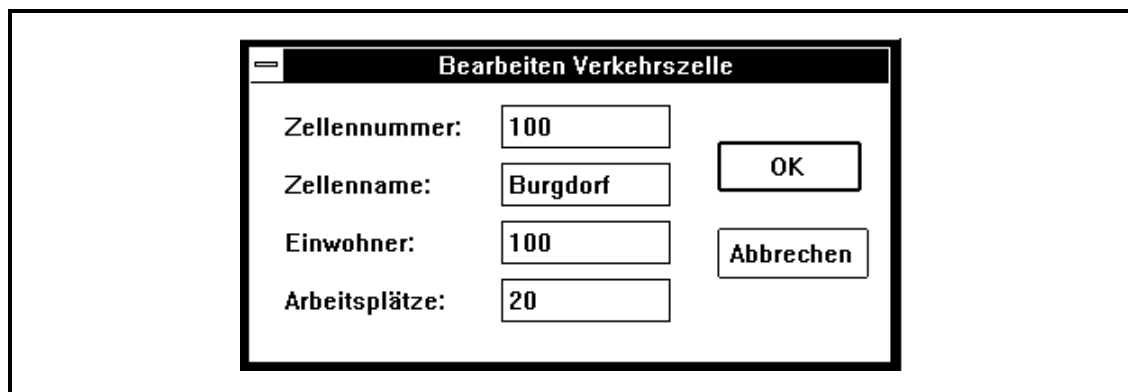 Bearbeiten Verkehrszelle
Zellennummer: 100
Zellenname: Burgdorf
Einwohner: 100
Arbeitsplätze: 20
OK
Abbrechen